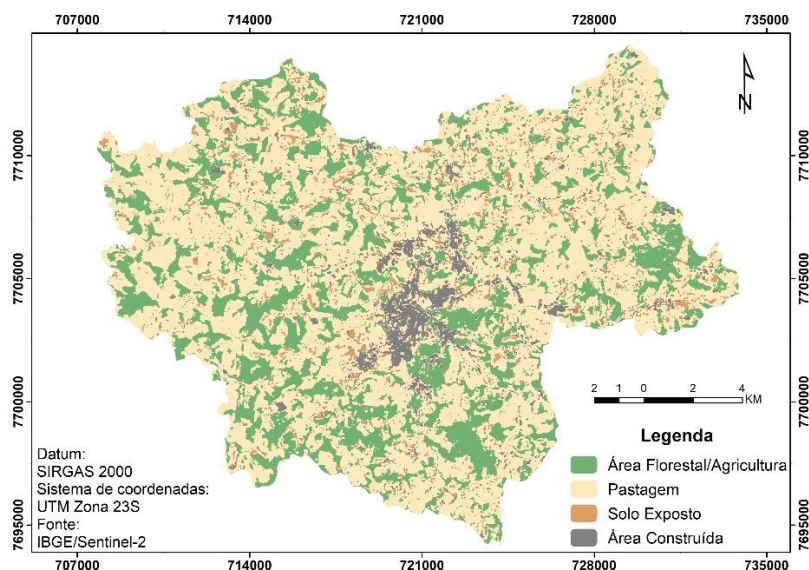 707000 714000 721000 728000 735000
N
7710000 7710000
7705000 7705000
7700000 7700000
7695000 7695000
2 1 0 2 4
KM
Legenda
Área Florestal/Agricultura
Pastagem
Solo Exposto
Área Construída
Datum:
SIRGAS 2000
Sistema de coordenadas:
UTM Zona 23S
Fonte:
IBGE/Sentinel-2
707000 714000 721000 728000 735000